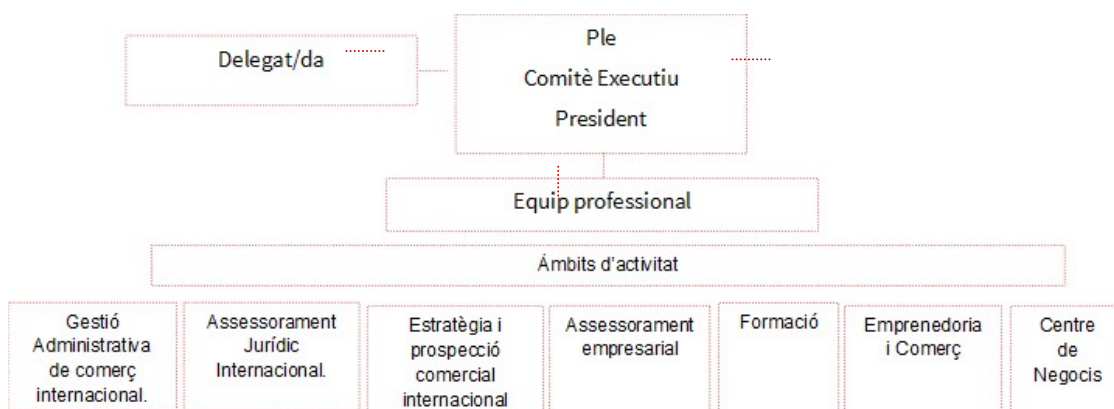 Delegat/da
Ple
Comitè Executiu
President
Equip professional
Àmbits d'activitat
Gestió
Administrativa
de comerç
internacional.
Assessorament
Jurídic
Internacional.
Estratègia i
prospecció
comercial
internacional
Assessorament
empresarial
Formació
Emprenedoria
i Comerç
Centre
de
Negocis